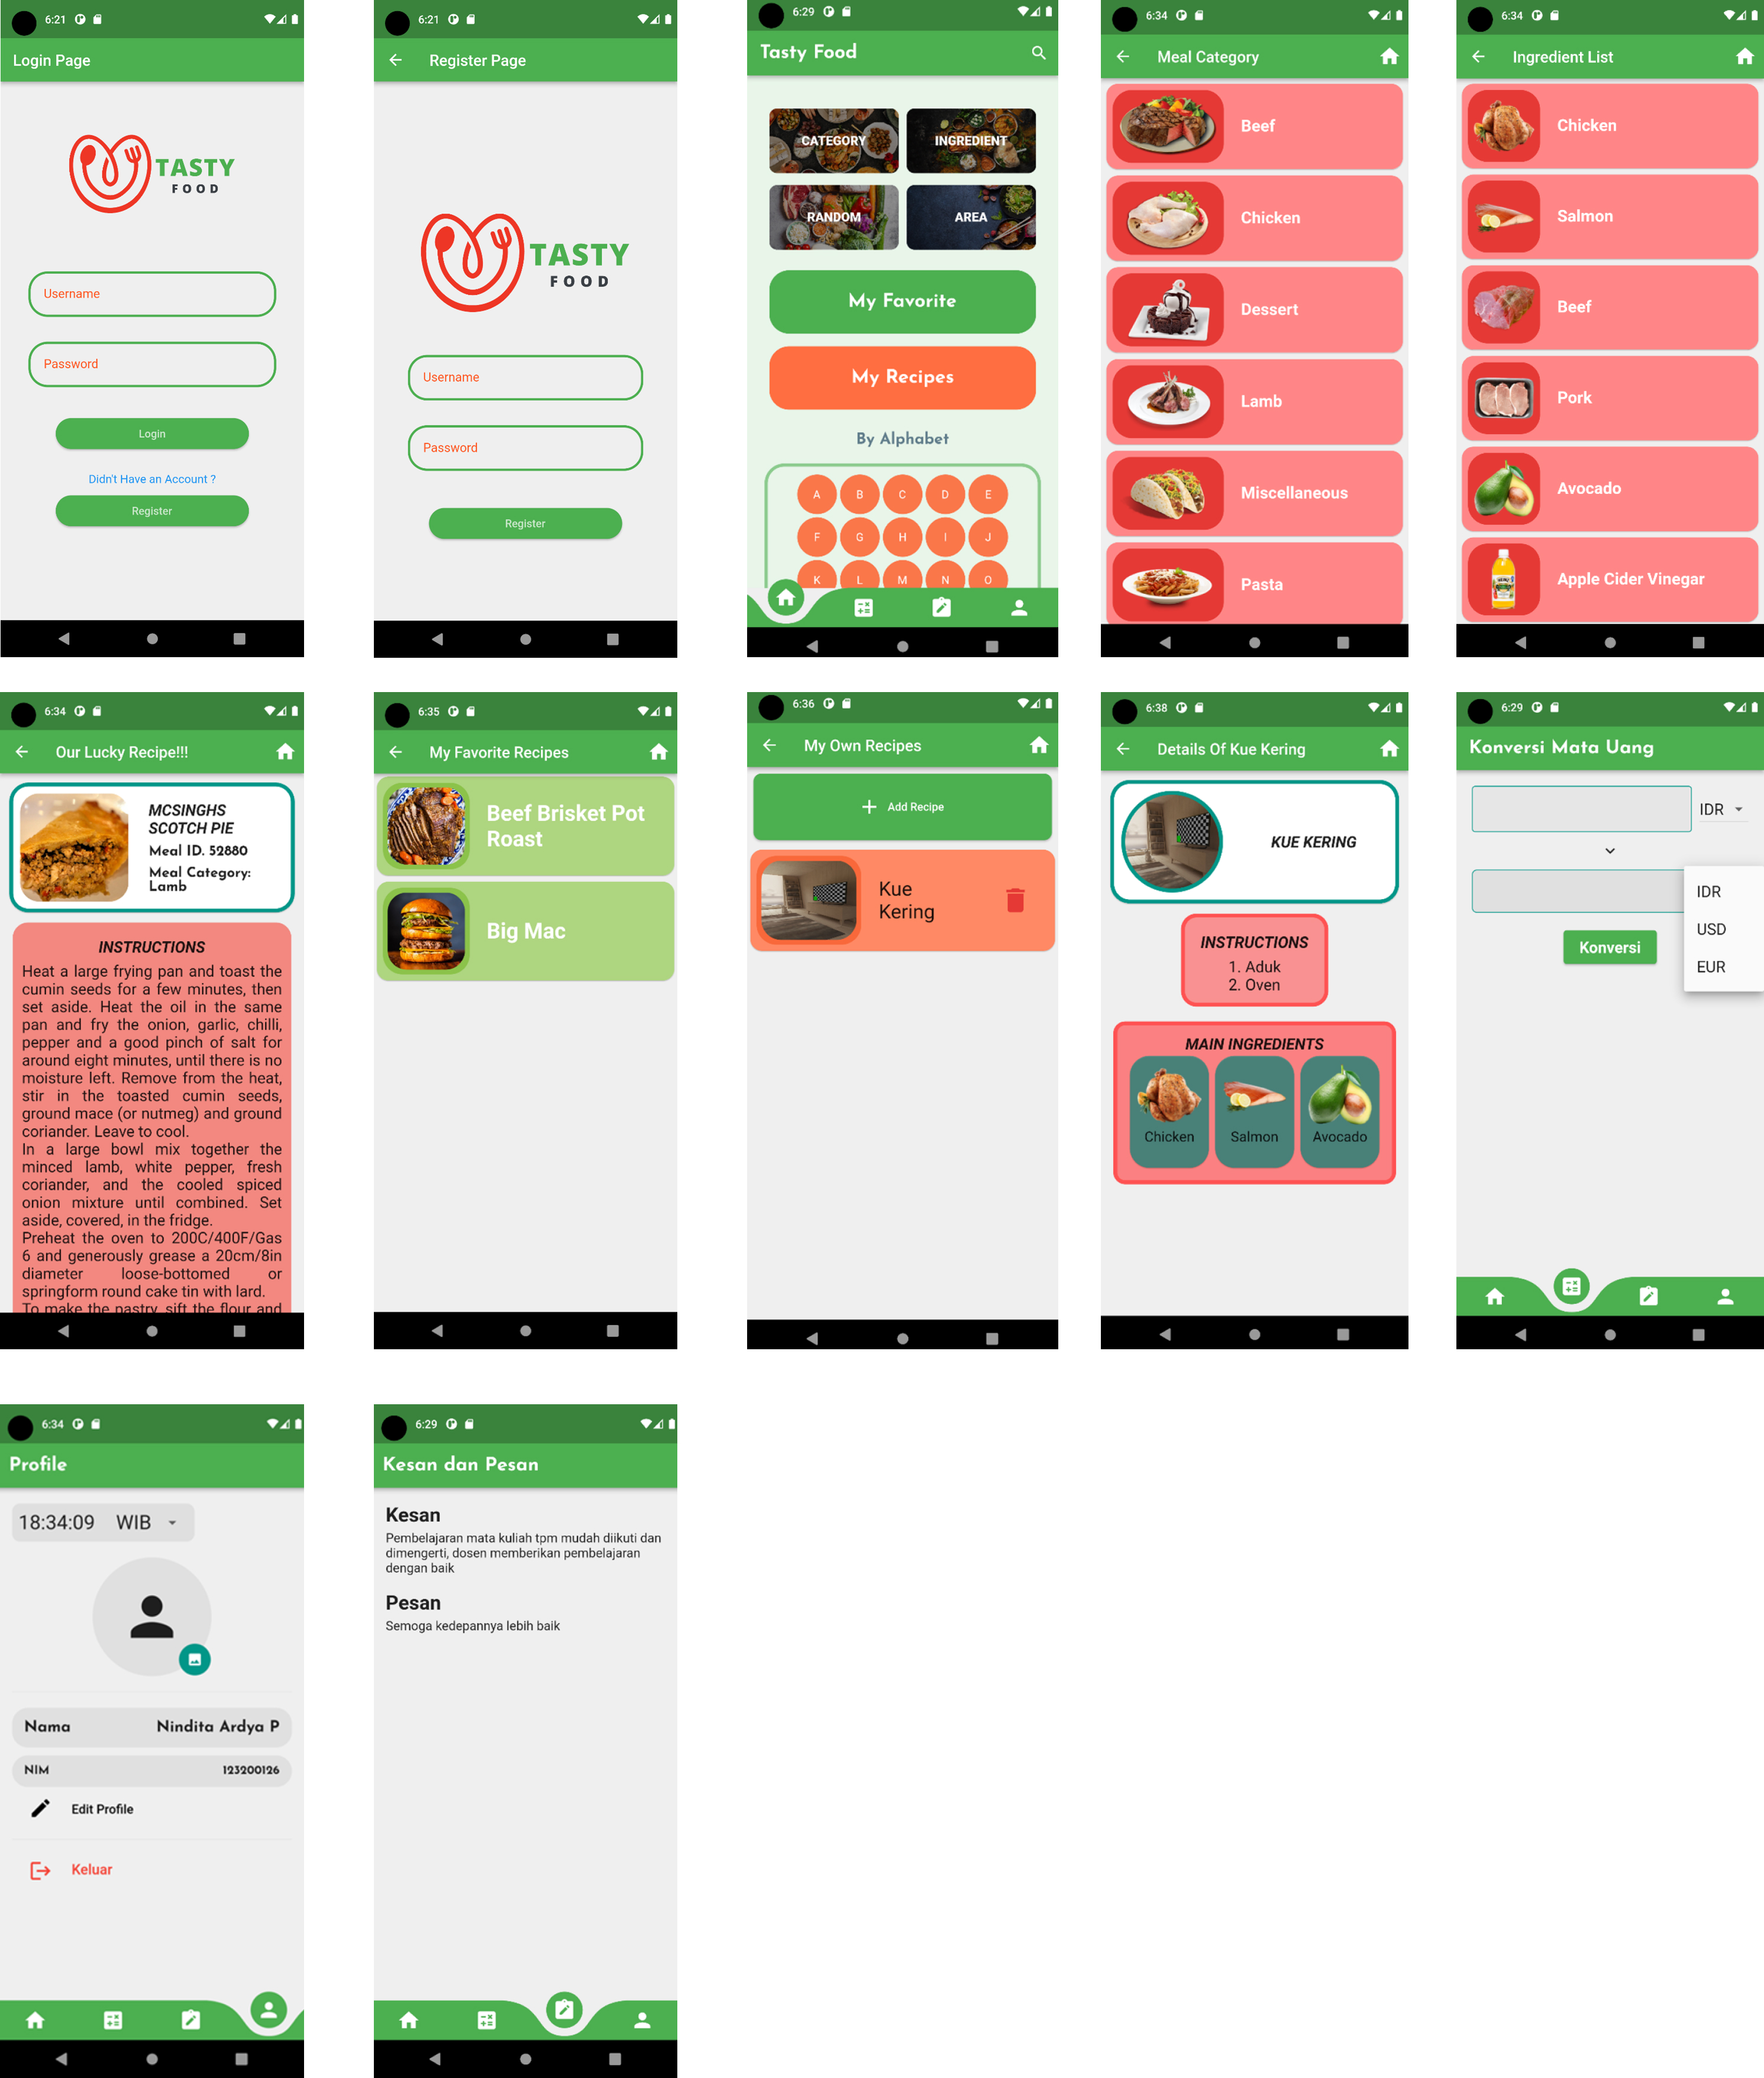 6:21
Login Page
TASTY
FOOD
Username
Password
Login
Didn't Have an Account ?
Register
6:21
Register Page
TASTY
FOOD
Username
Password
Register
6:29
Tasty Food
CATEGORY
INGREDIENT
RANDOM
AREA
My Favorite
My Recipes
By Alphabet
A B C D E
F G H I J
K L M N O
6:34
Meal Category
Beef
Chicken
Dessert
Lamb
Miscellaneous
Pasta
6:34
Ingredient List
Chicken
Salmon
Beef
Pork
Avocado
Apple Cider Vinegar
6:34
Our Lucky Recipe!!!
MCSINGHS
SCOTCH PIE
Meal ID. 52880
Meal Category:
Lamb
INSTRUCTIONS
Heat a large frying pan and toast the
cumin seeds for a few minutes, then
set aside. Heat the oil in the same
pan and fry the onion, garlic, chilli,
pepper and a good pinch of salt for
around eight minutes, until there is no
moisture left. Remove from the heat,
stir in the toasted cumin seeds,
ground mace (or nutmeg) and ground
coriander. Leave to cool.
In a large bowl mix together the
minced lamb, white pepper, fresh
coriander, and the cooled spiced
onion mixture until combined. Set
aside, covered, in the fridge.
Preheat the oven to 200C/400F/Gas
6 and generously grease a 20cm/8in
diameter loose-bottomed or
springform round cake tin with lard.
To make the pastry, sift the flour and
6:35
My Favorite Recipes
Beef Brisket Pot
Roast
Big Mac
6:36
My Own Recipes
Add Recipe
Kue
Kering
6:38
Details Of Kue Kering
KUE KERING
INSTRUCTIONS
1. Aduk
2. Oven
MAIN INGREDIENTS
Chicken Salmon Avocado
6:29
Konversi Mata Uang
IDR
IDR
USD
EUR
Konversi
6:34
Profile
18:34:09 WIB
Nama Nindita Ardya P
NIM 123200126
Edit Profile
Keluar
6:29
Kesan dan Pesan
Kesan
Pembelajaran mata kuliah tpm mudah diikuti dan
dimengerti, dosen memberikan pembelajaran
dengan baik
Pesan
Semoga kedepannya lebih baik